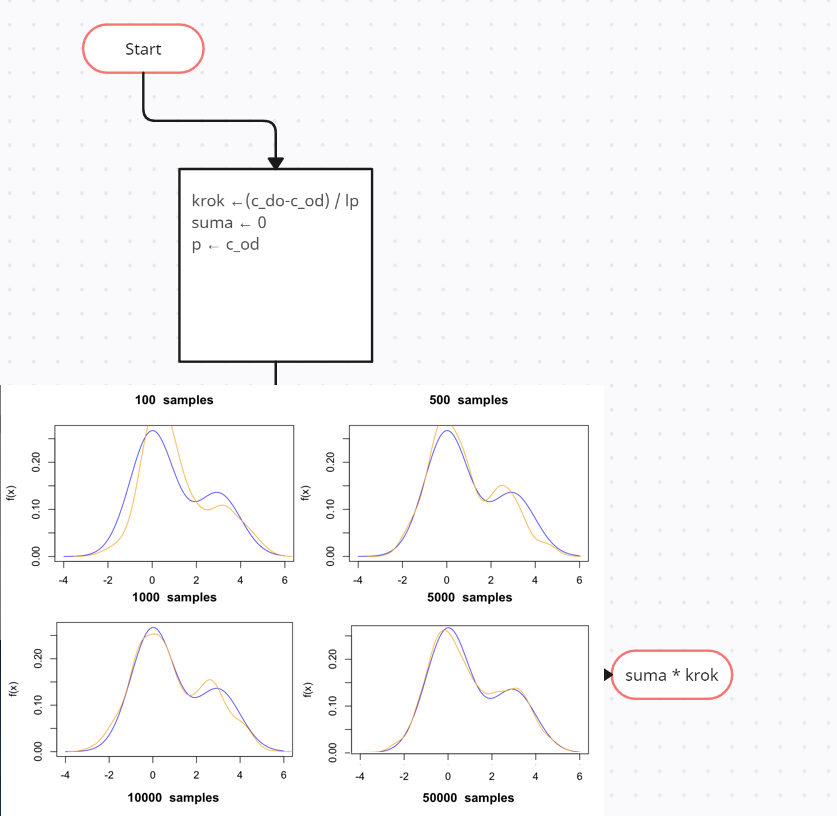 Start
krok ←(c_do-c_od) / lp
suma ← 0
p ← c_od
100 samples
500 samples
f(x)
0.00 0.10 0.20
-4 -2 0 2 4 6
f(x)
0.00 0.10 0.20
-4 -2 0 2 4 6
1000 samples
5000 samples
f(x)
0.00 0.10 0.20
-4 -2 0 2 4 6
f(x)
0.00 0.10 0.20
-4 -2 0 2 4 6
suma * krok
10000 samples
50000 samples